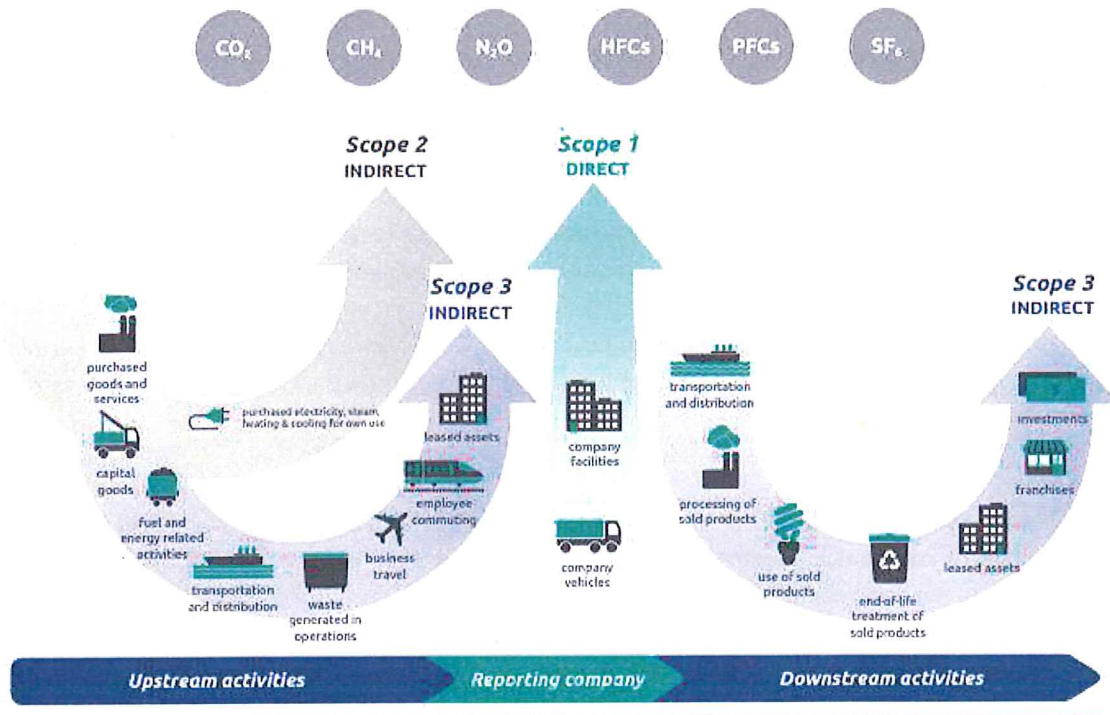 CO₂
CH₄
N₂O
HFCs
PFCs
SF₆
Scope 2
INDIRECT
Scope 1
DIRECT
Scope 3
INDIRECT
Scope 3
INDIRECT
purchased
goods and
services
capital
goods
fuel and
energy related
activities
purchased electricity, steam,
heating & cooling for own use
transportation
and distribution
waste
generated in
operations
business
travel
employee
commuting
leased assets
company
facilities
company
vehicles
transportation
and distribution
processing of
sold products
use of sold
products
end-of-life
treatment of
sold products
leased assets
franchises
investments
Upstream activities
Reporting company
Downstream activities